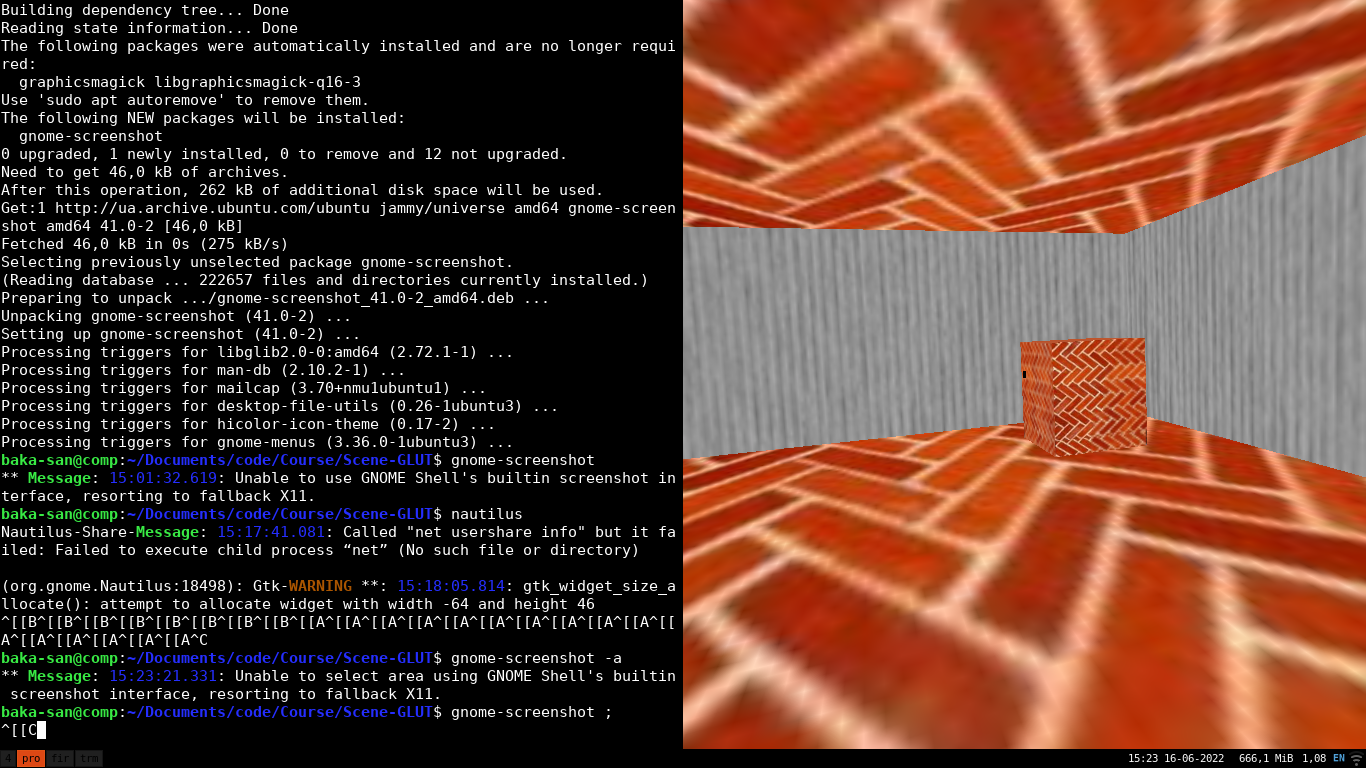 Building dependency tree... Done
Reading state information... Done
The following packages were automatically installed and are no longer requi
red:
  graphicsmagick libgraphicsmagick-q16-3
Use 'sudo apt autoremove' to remove them.
The following NEW packages will be installed:
  gnome-screenshot
0 upgraded, 1 newly installed, 0 to remove and 12 not upgraded.
Need to get 46,0 kB of archives.
After this operation, 262 kB of additional disk space will be used.
Get:1 http://ua.archive.ubuntu.com/ubuntu jammy/universe amd64 gnome-screen
shot amd64 41.0-2 [46,0 kB]
Fetched 46,0 kB in 0s (275 kB/s)
Selecting previously unselected package gnome-screenshot.
(Reading database ... 222657 files and directories currently installed.)
Preparing to unpack .../gnome-screenshot_41.0-2_amd64.deb ...
Unpacking gnome-screenshot (41.0-2) ...
Setting up gnome-screenshot (41.0-2) ...
Processing triggers for libglib2.0-0:amd64 (2.72.1-1) ...
Processing triggers for man-db (2.10.2-1) ...
Processing triggers for mailcap (3.70+nmu1ubuntu1) ...
Processing triggers for desktop-file-utils (0.26-1ubuntu3) ...
Processing triggers for hicolor-icon-theme (0.17-2) ...
Processing triggers for gnome-menus (3.36.0-1ubuntu3) ...
baka-san@comp:~/Documents/code/Course/Scene-GLUT$ gnome-screenshot
** Message: 15:01:32.619: Unable to use GNOME Shell's builtin screenshot in
terface, resorting to fallback X11.
baka-san@comp:~/Documents/code/Course/Scene-GLUT$ nautilus
Nautilus-Share-Message: 15:17:41.081: Called "net usershare info" but it fa
iled: Failed to execute child process “net” (No such file or directory)

(org.gnome.Nautilus:18498): Gtk-WARNING **: 15:18:05.814: gtk_widget_size_a
llocate(): attempt to allocate widget with width -64 and height 46
^[[B^[[B^[[B^[[B^[[B^[[B^[[B^[[B^[[A^[[A^[[A^[[A^[[A^[[A^[[A^[[A^[[A^[[A^[[
A^[[A^[[A^[[A^[[A^[[A^C
baka-san@comp:~/Documents/code/Course/Scene-GLUT$ gnome-screenshot -a
** Message: 15:23:21.331: Unable to select area using GNOME Shell's builtin
 screenshot interface, resorting to fallback X11.
baka-san@comp:~/Documents/code/Course/Scene-GLUT$ gnome-screenshot ;
^[[C
4 pro fir trm 15:23 16-06-2022 666,1 MiB 1,08 EN